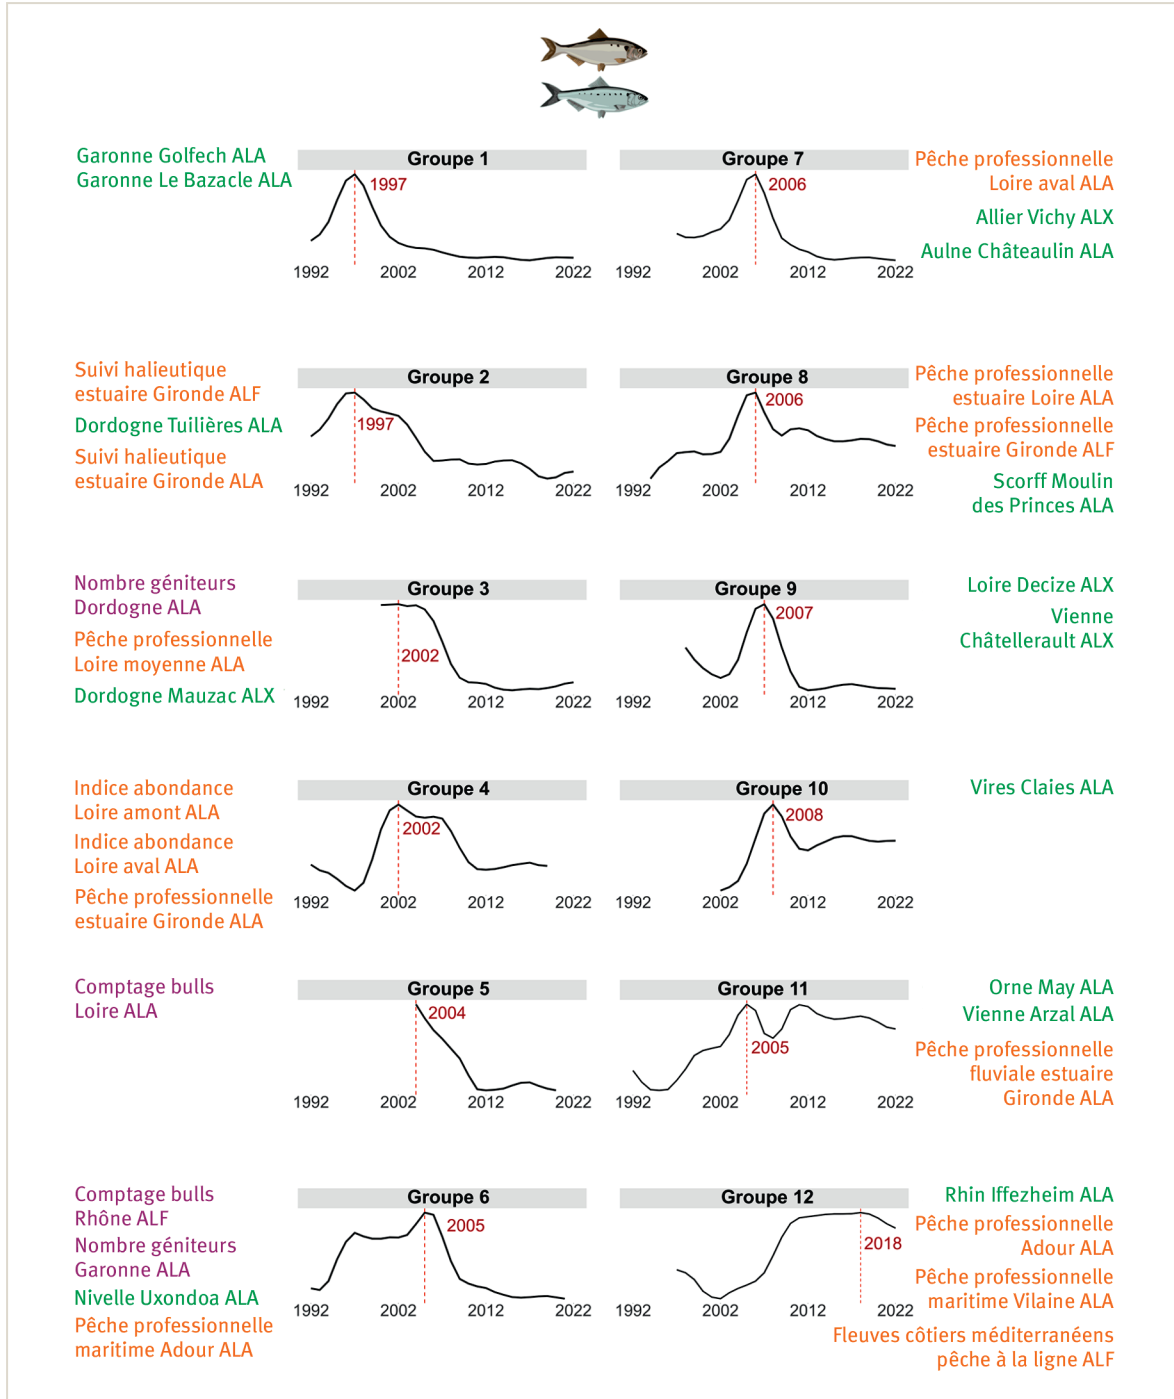 Garonne Golfech ALA
Garonne Le Bazacle ALA
Groupe 1
1997
1992 2002 2012 2022
Groupe 7
2006
1992 2002 2012 2022
Pêche professionnelle
Loire aval ALA
Allier Vichy ALX
Aulne Châteaulin ALA
Suivi halieutique
estuaire Gironde ALF
Dordogne Tuilières ALA
Suivi halieutique
estuaire Gironde ALA
Groupe 2
1997
1992 2002 2012 2022
Groupe 8
2006
1992 2002 2012 2022
Pêche professionnelle
estuaire Loire ALA
Pêche professionnelle
estuaire Gironde ALF
Scorff Moulin
des Princes ALA
Nombre géniteurs
Dordogne ALA
Pêche professionnelle
Loire moyenne ALA
Dordogne Mauzac ALX
Groupe 3
2002
1992 2002 2012 2022
Groupe 9
2007
1992 2002 2012 2022
Loire Decize ALX
Vienne
Châtellerault ALX
Indice abondance
Loire amont ALA
Indice abondance
Loire aval ALA
Pêche professionnelle
estuaire Gironde ALA
Groupe 4
2002
1992 2002 2012 2022
Groupe 10
2008
1992 2002 2012 2022
Vires Claies ALA
Comptage bulls
Loire ALA
Groupe 5
2004
1992 2002 2012 2022
Groupe 11
2005
1992 2002 2012 2022
Orne May ALA
Vienne Arzal ALA
Pêche professionnelle
fluviale estuaire
Gironde ALA
Comptage bulls
Rhône ALF
Nombre géniteurs
Garonne ALA
Nivelle Uxondoa ALA
Pêche professionnelle
maritime Adour ALA
Groupe 6
2005
1992 2002 2012 2022
Groupe 12
2018
1992 2002 2012 2022
Rhin Iffezheim ALA
Pêche professionnelle
Adour ALA
Pêche professionnelle
maritime Vilaine ALA
Fleuves côtiers méditerranéens
pêche à la ligne ALF